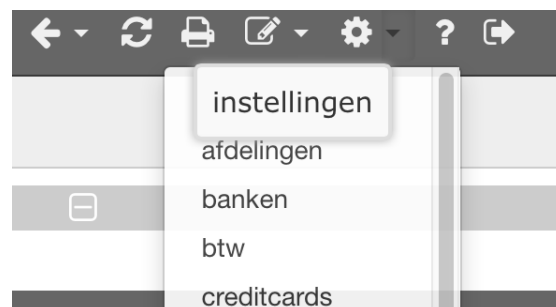 ?
instellingen
afdelingen
banken
btw
creditcards